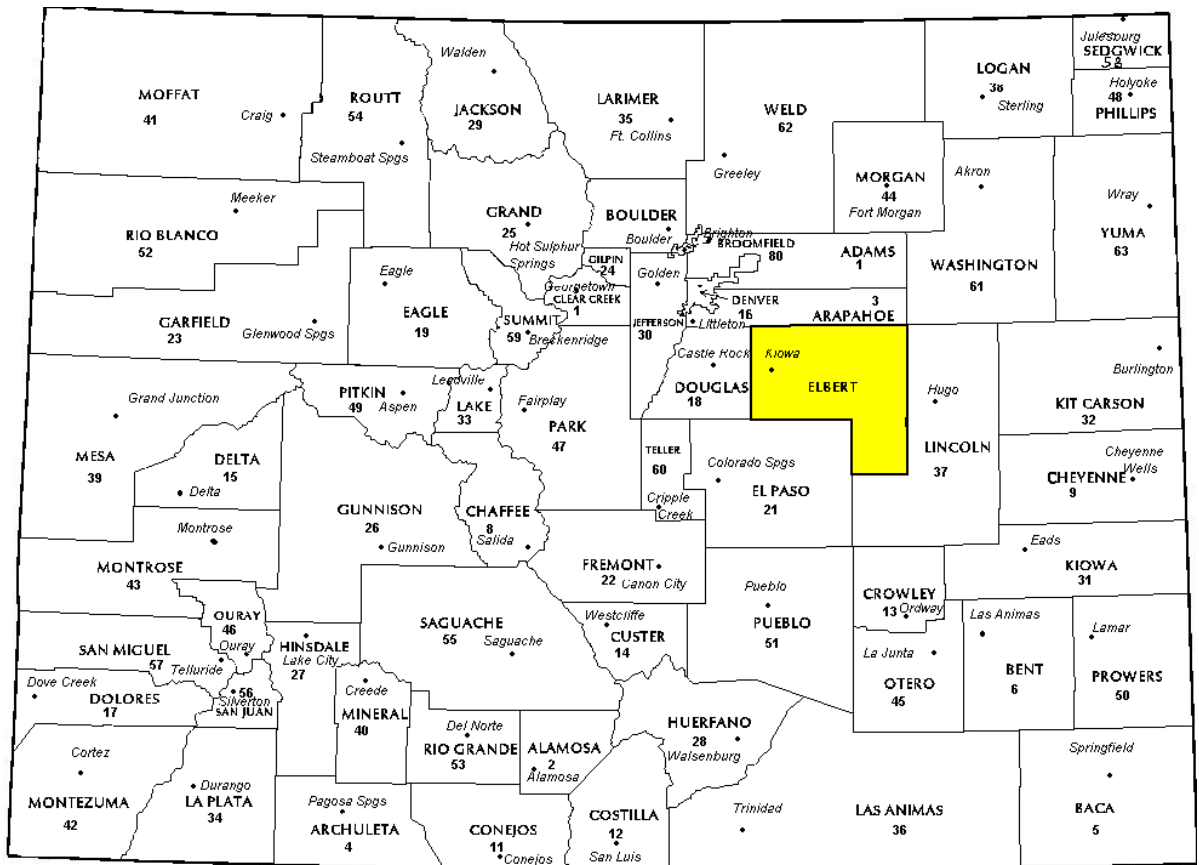 Julesburg
SEDGWICK
58
Walden
LOGAN
38
Sterling
Holyoke
48
PHILLIPS
MOFFAT
41
Craig
ROUTT
54
Steamboat Spgs
JACKSON
29
LARIMER
35
Ft. Collins
WELD
62
Greeley
MORGAN
44
Fort Morgan
Akron
WASHINGTON
61
Wray
YUMA
63
Meeker
RIO BLANCO
52
GRAND
25
Hot Sulphur
Springs
BOULDER
Boulder
Brighton
BROOMFIELD
80
ADAMS
1
GILPIN
24
Golden
Georgetown
CLEAR CREEK
1
Eagle
EAGLE
19
SUMMIT
59
Breckenridge
JEFFERSON
30
DENVER
16
Littleton
3
ARAPAHOE
GARFIELD
23
Glenwood Spgs
Castle Rock
DOUGLAS
18
Kiowa
ELBERT
Hugo
LINCOLN
37
Burlington
KIT CARSON
32
Grand Junction
MESA
39
PITKIN
49
Aspen
Leadville
LAKE
33
Fairplay
PARK
47
DELTA
15
Delta
TELLER
60
Cripple
Creek
Colorado Spgs
EL PASO
21
Cheyenne
Wells
CHEYENNE
9
GUNNISON
26
Gunnison
CHAFFEE
8
Salida
Montrose
MONTROSE
43
FREMONT
22
Canon City
Pueblo
PUEBLO
51
CROWLEY
13
Ordway
Eads
KIOWA
31
OURAY
46
Ouray
HINSDALE
Lake City
27
SAGUACHE
55
Saguache
Westcliffe
CUSTER
14
La Junta
OTERO
45
Las Animas
BENT
6
Lamar
PROWERS
50
SAN MIGUEL
57
Telluride
Dove Creek
DOLORES
17
56
Silverton
SAN JUAN
Creede
MINERAL
40
Del Norte
RIO GRANDE
53
ALAMOSA
2
Alamosa
HUERFANO
28
Walsenburg
Cortez
MONTEZUMA
42
Durango
LA PLATA
34
Pagosa Spgs
ARCHULETA
4
CONEJOS
11
Conejos
COSTILLA
12
San Luis
Trinidad
LAS ANIMAS
36
Springfield
BACA
5